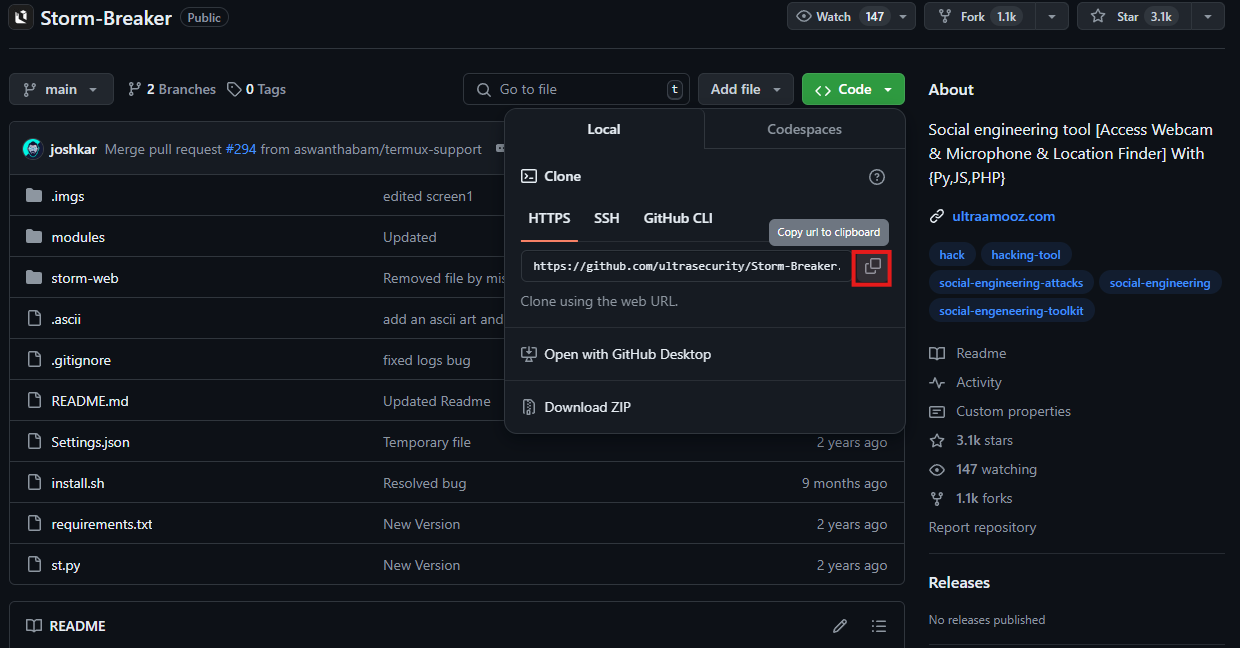 Storm-Breaker Public
Watch 147
Fork 1.1k
Star 3.1k
main
2 Branches
0 Tags
Go to file t
Add file
Code
joshkar Merge pull request #294 from aswanthabam/termux-support
.imgs edited screen1
modules Updated
storm-web Removed file by mis
.ascii add an ascii art and
.gitignore fixed logs bug
README.md Updated Readme
Settings.json Temporary file 2 years ago
install.sh Resolved bug 9 months ago
requirements.txt New Version 2 years ago
st.py New Version 2 years ago
README
Local Codespaces
Clone
HTTPS SSH GitHub CLI
Copy url to clipboard
https://github.com/ultrasecurity/Storm-Breaker.
Clone using the web URL.
Open with GitHub Desktop
Download ZIP
About
Social engineering tool [Access Webcam
& Microphone & Location Finder] With
{Py,JS,PHP}
ultraamooz.com
hack hacking-tool
social-engineering-attacks social-engineering
social-engeneering-toolkit
Readme
Activity
Custom properties
3.1k stars
147 watching
1.1k forks
Report repository
Releases
No releases published